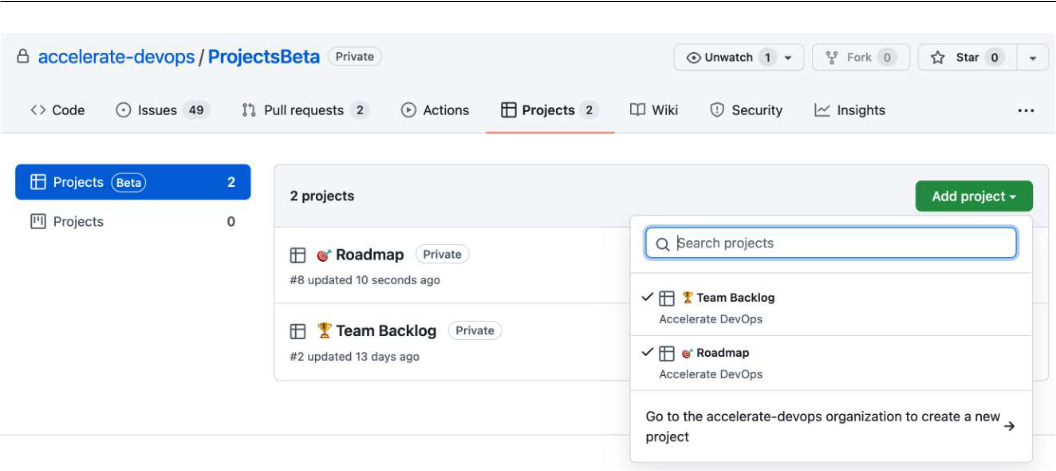 accelerate-devops / ProjectsBeta Private Unwatch 1 Fork 0 Star 0
Code Issues 49 Pull requests 2 Actions Projects 2 Wiki Security Insights
Projects Beta 2
Projects 0
2 projects Add project
Roadmap Private
#8 updated 10 seconds ago
Team Backlog Private
#2 updated 13 days ago
Search projects
Team Backlog
Accelerate DevOps
Roadmap
Accelerate DevOps
Go to the accelerate-devops organization to create a new
project